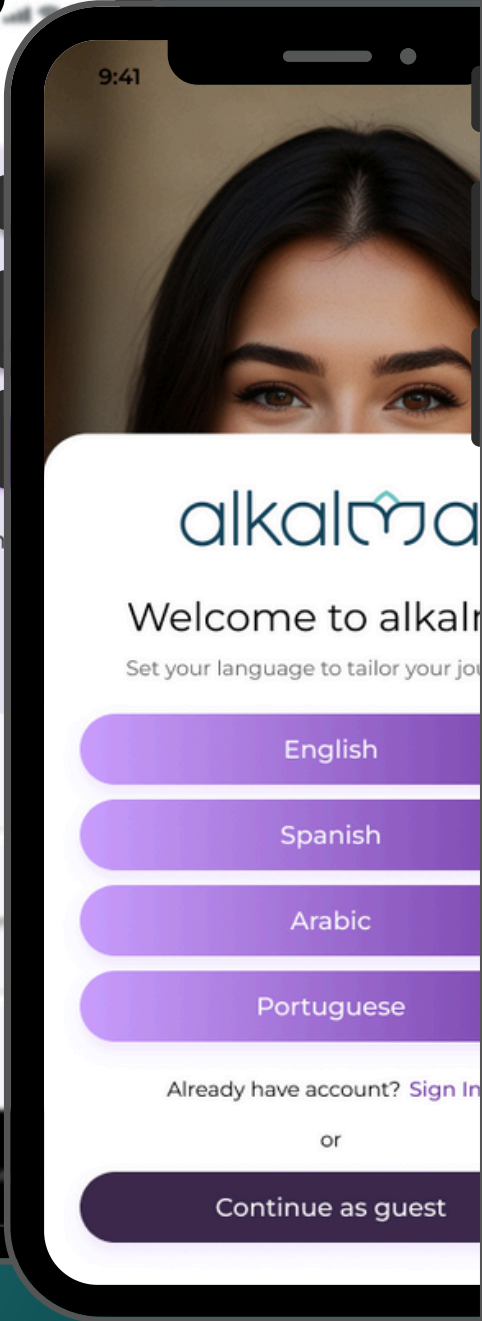 9:41
alkalma
Welcome to alkalm
Set your language to tailor your jou
English
Spanish
Arabic
Portuguese
Already have account? Sign In
or
Continue as guest